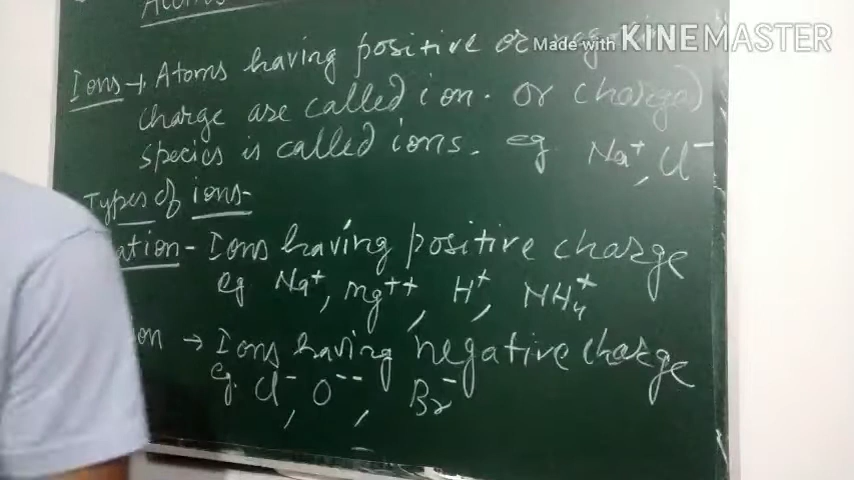 Made with KINEMASTER
Ions → Atoms having positive or
charge are called ion. or charged
species is called ions. eg Na⁺, Cl⁻
Types of ions-
ation - Ions having positive charge
eg Na⁺, Mg⁺⁺, H⁺, NH₄⁺
ion → Ions having negative charge
eg. Cl⁻, O⁻⁻, Br⁻